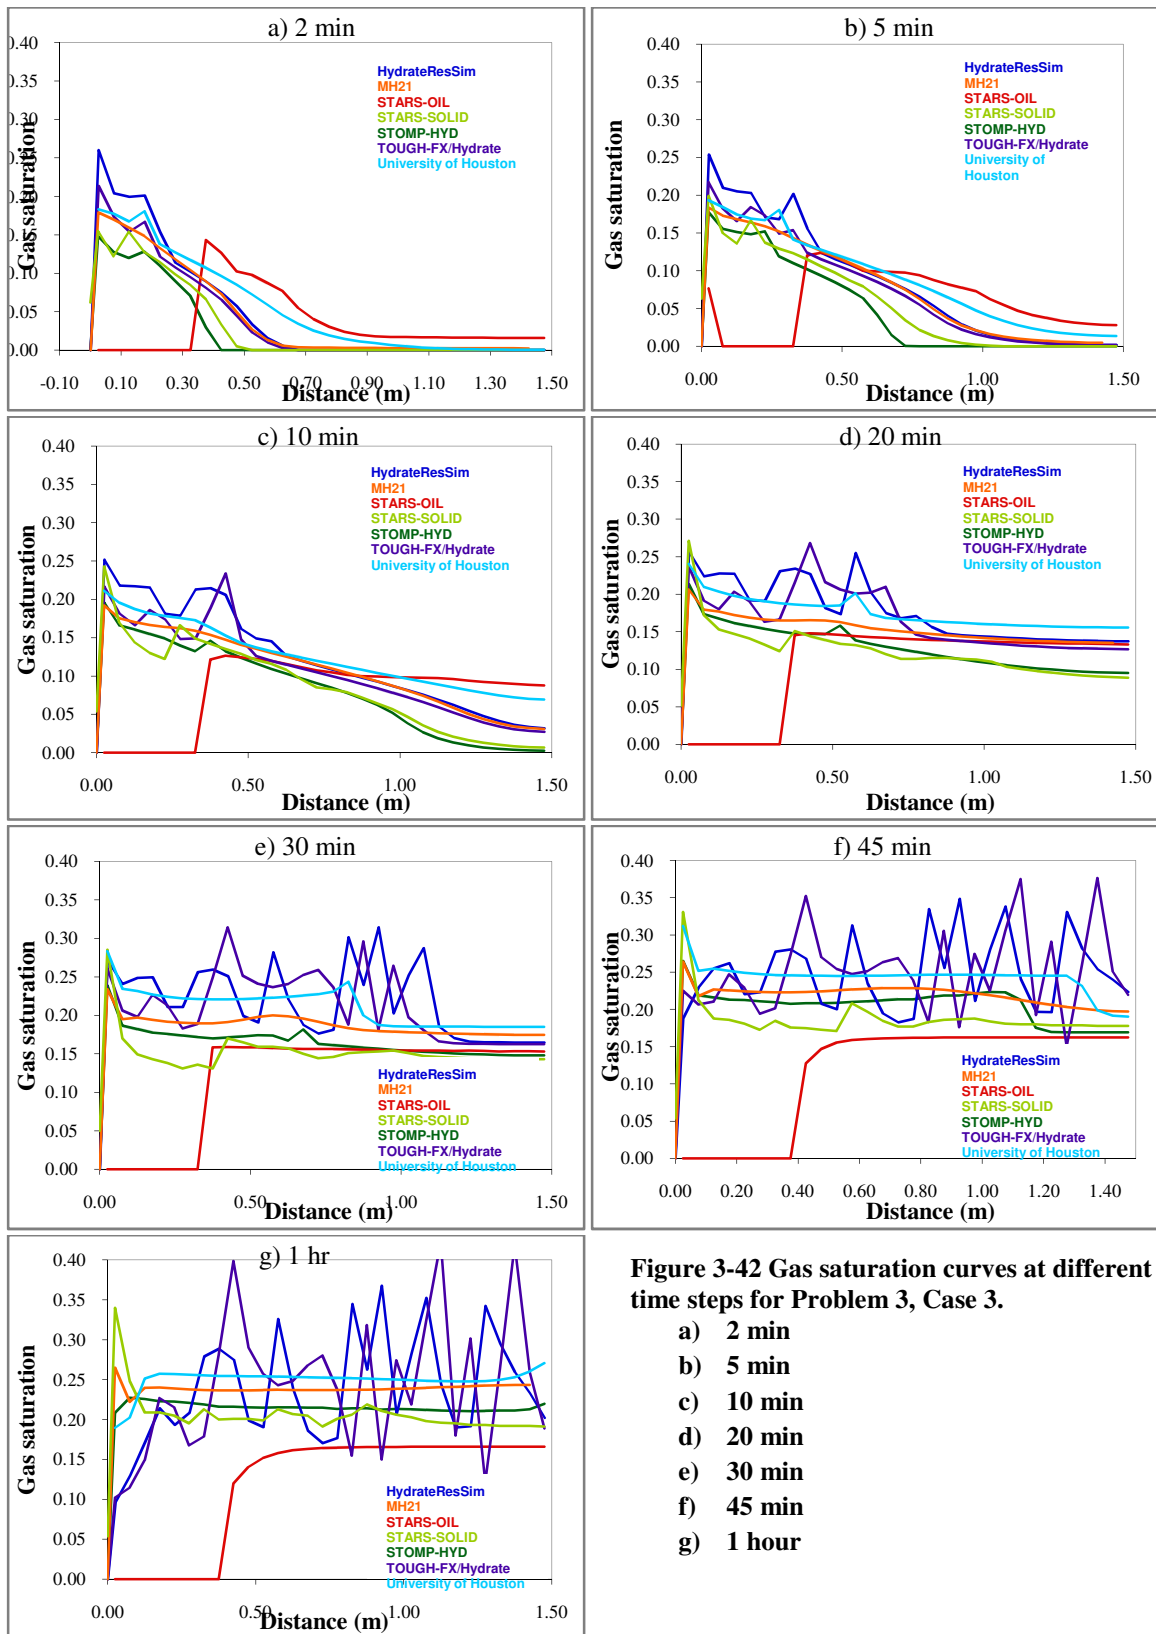 a) 2 min
0.40
0.35
0.30
0.25
0.20
0.15
0.10
0.05
0.00
Gas saturation
HydrateResSim
MH21
STARS-OIL
STARS-SOLID
STOMP-HYD
TOUGH-FX/Hydrate
University of Houston
-0.10 0.10 0.30 0.50 0.70 0.90 1.10 1.30 1.50
Distance (m)
b) 5 min
0.40
0.35
0.30
0.25
0.20
0.15
0.10
0.05
0.00
Gas saturation
HydrateResSim
MH21
STARS-OIL
STARS-SOLID
STOMP-HYD
TOUGH-FX/Hydrate
University of
Houston
0.00 0.50 1.00 1.50
Distance (m)
c) 10 min
0.40
0.35
0.30
0.25
0.20
0.15
0.10
0.05
0.00
Gas saturation
HydrateResSim
MH21
STARS-OIL
STARS-SOLID
STOMP-HYD
TOUGH-FX/Hydrate
University of Houston
0.00 0.50 1.00 1.50
Distance (m)
d) 20 min
0.40
0.35
0.30
0.25
0.20
0.15
0.10
0.05
0.00
Gas saturation
HydrateResSim
MH21
STARS-OIL
STARS-SOLID
STOMP-HYD
TOUGH-FX/Hydrate
University of Houston
0.00 0.50 1.00 1.50
Distance (m)
e) 30 min
0.40
0.35
0.30
0.25
0.20
0.15
0.10
0.05
0.00
Gas saturation
HydrateResSim
MH21
STARS-OIL
STARS-SOLID
STOMP-HYD
TOUGH-FX/Hydrate
University of Houston
0.00 0.50 1.00 1.50
Distance (m)
f) 45 min
0.40
0.35
0.30
0.25
0.20
0.15
0.10
0.05
0.00
Gas saturation
HydrateResSim
MH21
STARS-OIL
STARS-SOLID
STOMP-HYD
TOUGH-FX/Hydrate
University of Houston
0.00 0.20 0.40 0.60 0.80 1.00 1.20 1.40
Distance (m)
g) 1 hr
0.40
0.35
0.30
0.25
0.20
0.15
0.10
0.05
0.00
Gas saturation
HydrateResSim
MH21
STARS-OIL
STARS-SOLID
STOMP-HYD
TOUGH-FX/Hydrate
University of Houston
0.00 0.50 1.00 1.50
Distance (m)
Figure 3-42 Gas saturation curves at different
time steps for Problem 3, Case 3.
a) 2 min
b) 5 min
c) 10 min
d) 20 min
e) 30 min
f) 45 min
g) 1 hour